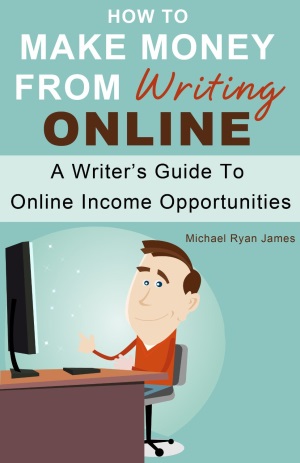 HOW TO
MAKE MONEY
FROM Writing
ONLINE
A Writer's Guide To
Online Income Opportunities
Michael Ryan James